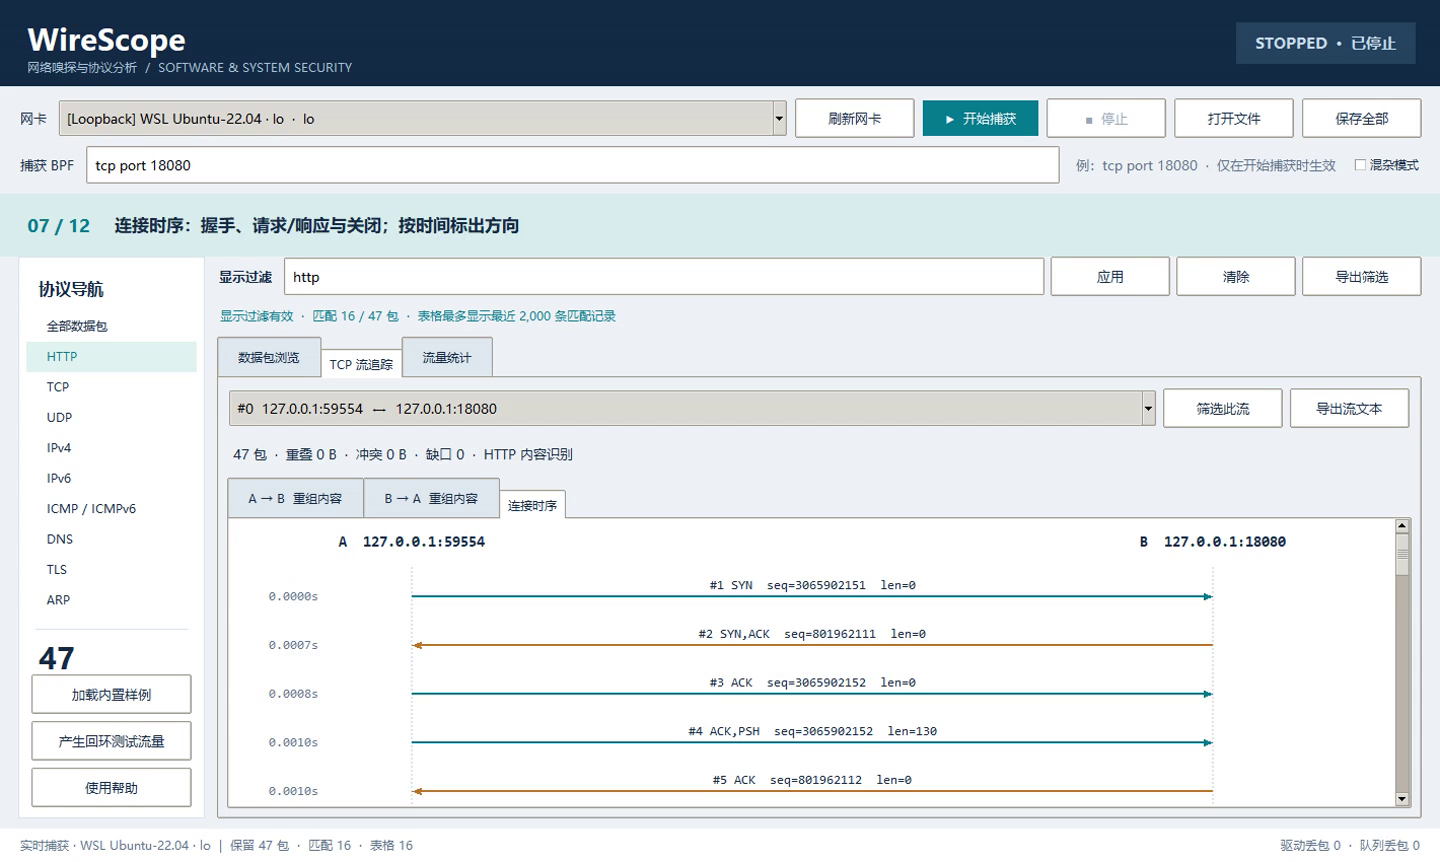 WireScope
网络嗅探与协议分析 / SOFTWARE & SYSTEM SECURITY
STOPPED • 已停止
网卡 [Loopback] WSL Ubuntu-22.04 · lo · lo 刷新网卡 ▶ 开始捕获 ■ 停止 打开文件 保存全部
捕获 BPF tcp port 18080 例：tcp port 18080 · 仅在开始捕获时生效 混杂模式
07 / 12 连接时序：握手、请求/响应与关闭；按时间标出方向
协议导航
全部数据包
HTTP
TCP
UDP
IPv4
IPv6
ICMP / ICMPv6
DNS
TLS
ARP
47
加载内置样例
产生回环测试流量
使用帮助
显示过滤 http 应用 清除 导出筛选
显示过滤有效 · 匹配 16 / 47 包 · 表格最多显示最近 2,000 条匹配记录
数据包浏览 TCP 流追踪 流量统计
#0 127.0.0.1:59554 ↔ 127.0.0.1:18080 筛选此流 导出流文本
47 包 · 重叠 0 B · 冲突 0 B · 缺口 0 · HTTP 内容识别
A → B 重组内容 B → A 重组内容 连接时序
A 127.0.0.1:59554 B 127.0.0.1:18080
#1 SYN seq=3065902151 len=0
0.0000s
#2 SYN,ACK seq=801962111 len=0
0.0007s
#3 ACK seq=3065902152 len=0
0.0008s
#4 ACK,PSH seq=3065902152 len=130
0.0010s
#5 ACK seq=801962112 len=0
0.0010s
实时捕获 · WSL Ubuntu-22.04 · lo | 保留 47 包 · 匹配 16 · 表格 16 驱动丢包 0 · 队列丢包 0